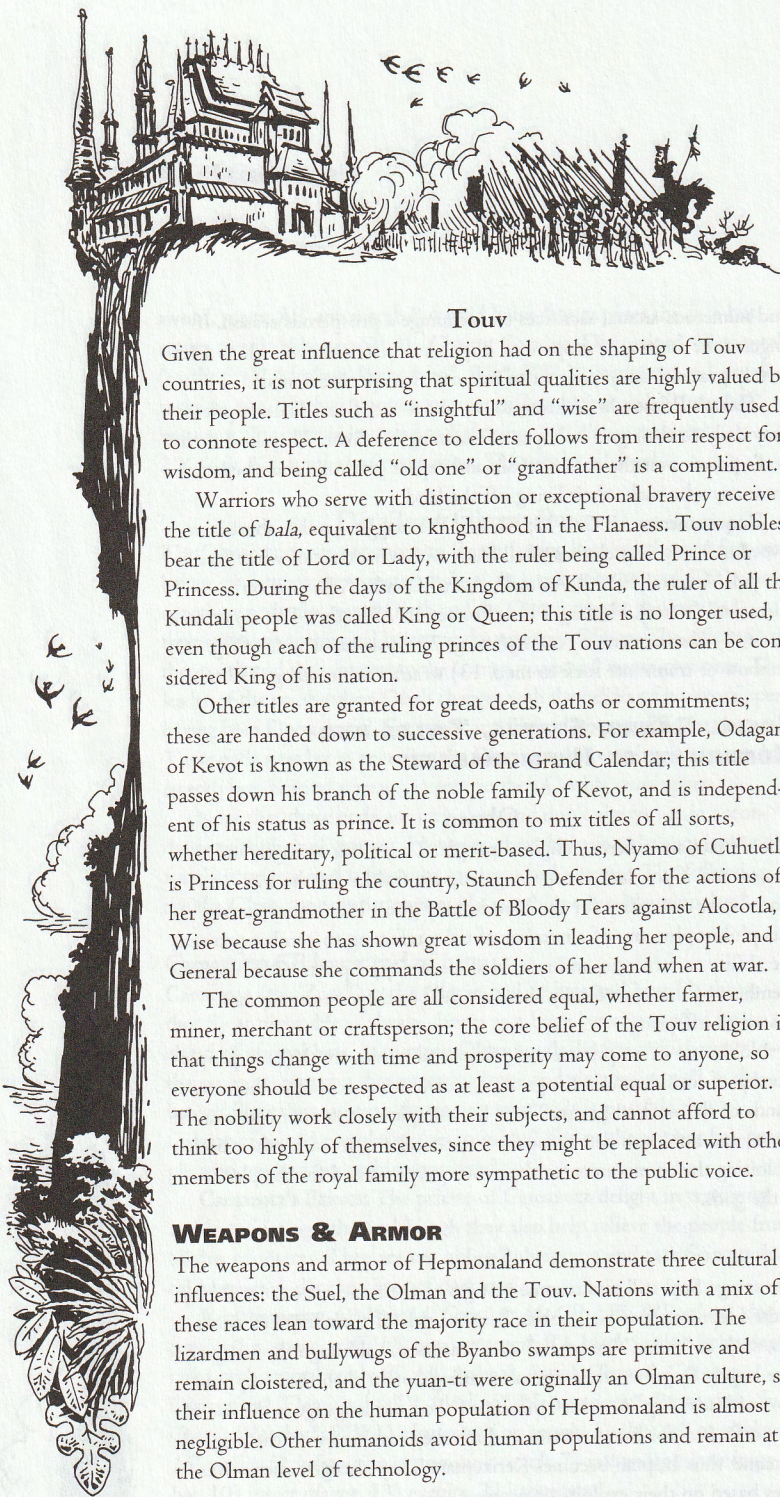 Touv
Given the great influence that religion had on the shaping of Touv
countries, it is not surprising that spiritual qualities are highly valued b
their people. Titles such as “insightful” and “wise” are frequently used
to connote respect. A deference to elders follows from their respect for
wisdom, and being called “old one” or “grandfather” is a compliment.
Warriors who serve with distinction or exceptional bravery receive
the title of bala, equivalent to knighthood in the Flanaess. Touv nobles
bear the title of Lord or Lady, with the ruler being called Prince or
Princess. During the days of the Kingdom of Kunda, the ruler of all th
Kundali people was called King or Queen; this title is no longer used,
even though each of the ruling princes of the Touv nations can be con
sidered King of his nation.
Other titles are granted for great deeds, oaths or commitments;
these are handed down to successive generations. For example, Odagar
of Kevot is known as the Steward of the Grand Calendar; this title
passes down his branch of the noble family of Kevot, and is independ-
ent of his status as prince. It is common to mix titles of all sorts,
whether hereditary, political or merit-based. Thus, Nyamo of Cuhuetl
is Princess for ruling the country, Staunch Defender for the actions of
her great-grandmother in the Battle of Bloody Tears against Alocotla,
Wise because she has shown great wisdom in leading her people, and
General because she commands the soldiers of her land when at war.
The common people are all considered equal, whether farmer,
miner, merchant or craftsperson; the core belief of the Touv religion i
that things change with time and prosperity may come to anyone, so
everyone should be respected as at least a potential equal or superior.
The nobility work closely with their subjects, and cannot afford to
think too highly of themselves, since they might be replaced with othe
members of the royal family more sympathetic to the public voice.
WEAPONS & ARMOR
The weapons and armor of Hepmonaland demonstrate three cultural
influences: the Suel, the Olman and the Touv. Nations with a mix of
these races lean toward the majority race in their population. The
lizardmen and bullywugs of the Byanbo swamps are primitive and
remain cloistered, and the yuan-ti were originally an Olman culture, s
their influence on the human population of Hepmonaland is almost
negligible. Other humanoids avoid human populations and remain at
the Olman level of technology.